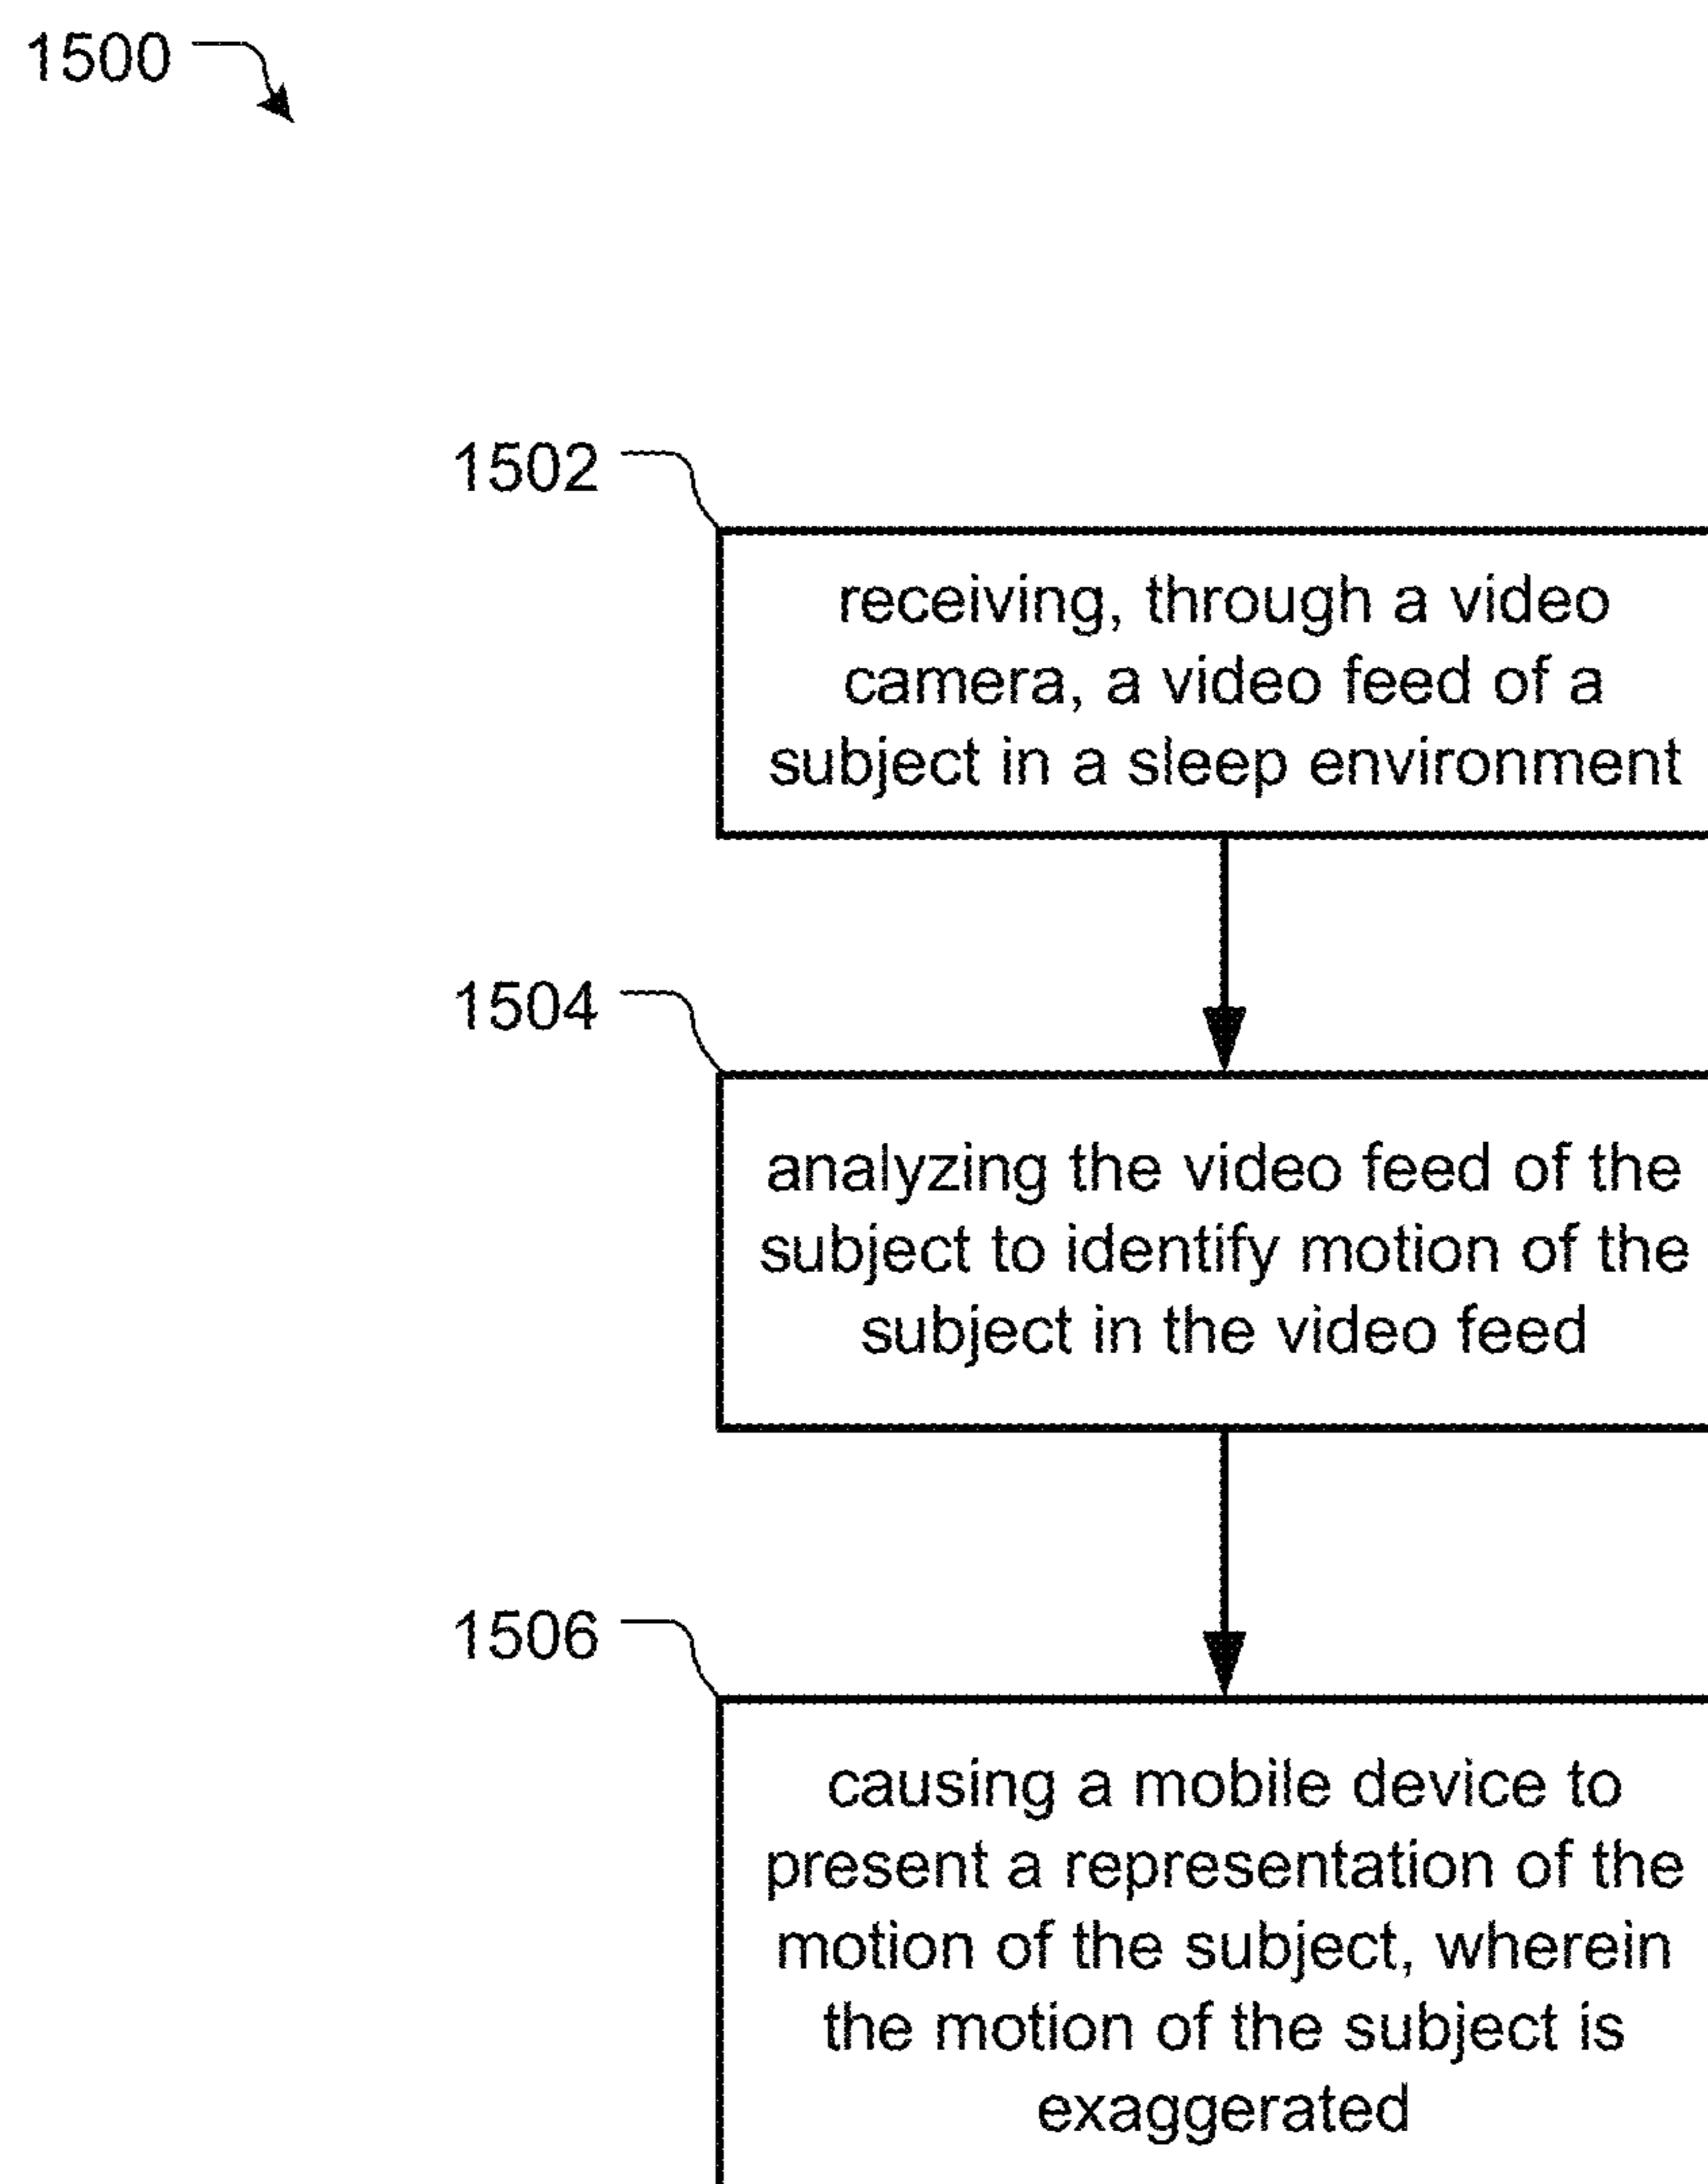 1500
1502
receiving, through a video
camera, a video feed of a
subject in a sleep environment
1504
analyzing the video feed of the
subject to identify motion of the
subject in the video feed
1506
causing a mobile device to
present a representation of the
motion of the subject, wherein
the motion of the subject is
exaggerated